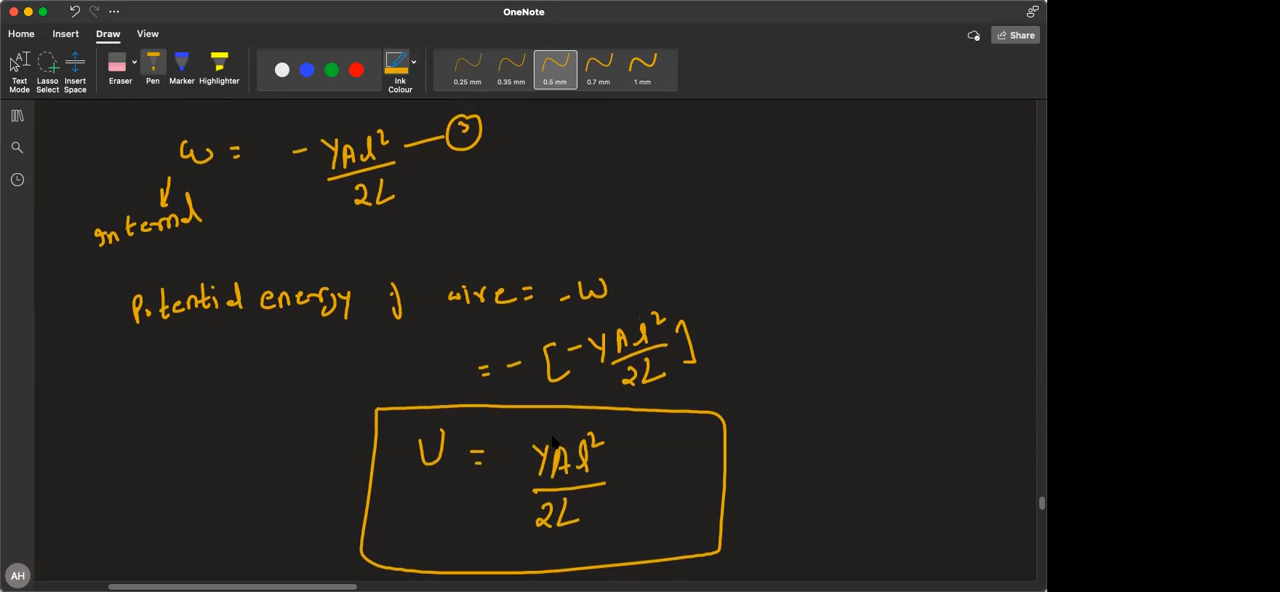 OneNote
Home Insert Draw View
Share
Text Mode
Lasso Select
Insert Space
Eraser
Pen
Marker
Highlighter
Ink Colour
0.25 mm
0.35 mm
0.5 mm
0.7 mm
1 mm
W = - YAl²/2L — ③
internal
Potential energy of wire = -W
= - [-YAl²/2L]
U = YAl²/2L
AH